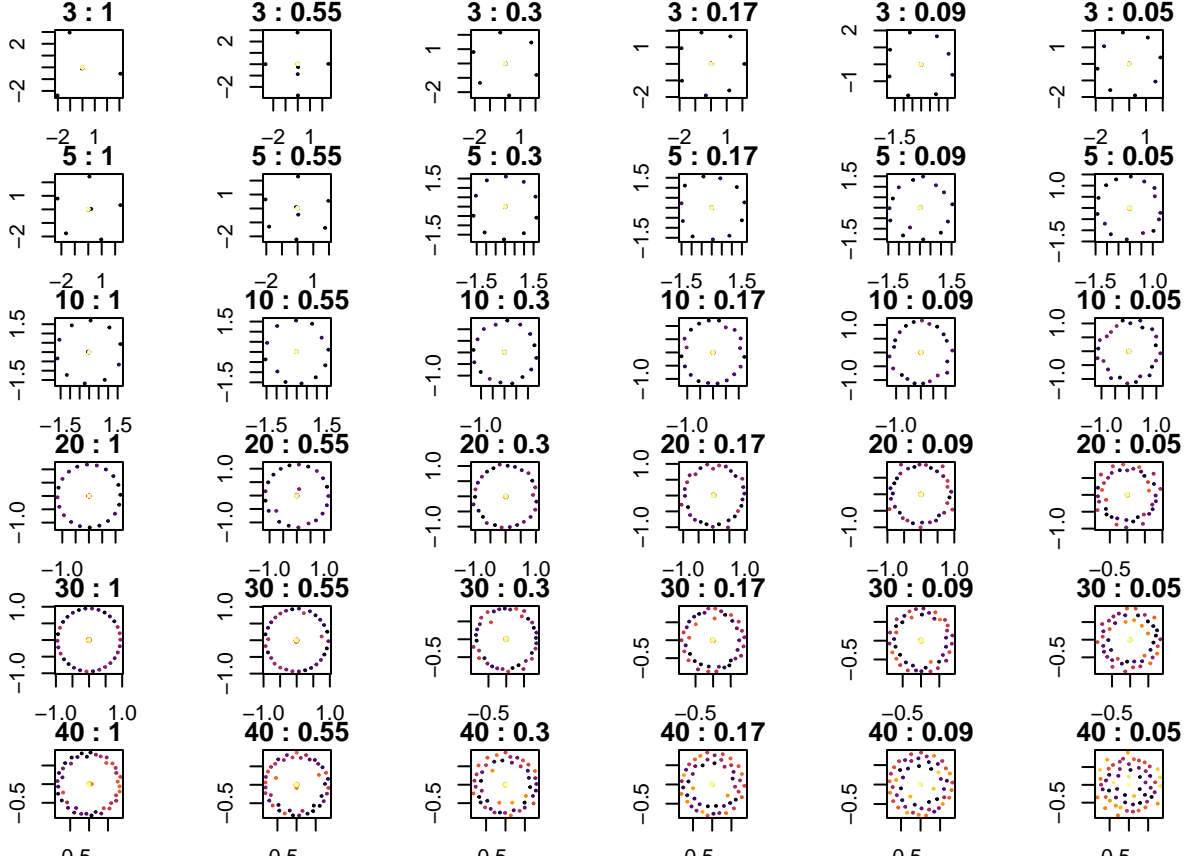 3 : 1 3 : 0.55 3 : 0.3 3 : 0.17 3 : 0.09 3 : 0.05
2 2 1 1 2 1
−2 −2 −2 −2 −1 −2
−2 1 −2 1 −2 1 −2 1 −1.5 −2 1
5 : 1 5 : 0.55 5 : 0.3 5 : 0.17 5 : 0.09 5 : 0.05
1 1 1.5 1.5 1.5 1.0
−2 −2 −1.5 −1.5 −1.5 −1.5
−2 1 −2 1 −1.5 1.5 −1.5 1.5 −1.5 1.5 −1.5 1.0
10 : 1 10 : 0.55 10 : 0.3 10 : 0.17 10 : 0.09 10 : 0.05
1.5 1.5 1.0 1.0 1.0
−1.5 −1.5 −1.0 −1.0 −1.0 −1.0
−1.5 1.5 −1.5 1.5 −1.0 −1.0 −1.0 −1.0 1.0
20 : 1 20 : 0.55 20 : 0.3 20 : 0.17 20 : 0.09 20 : 0.05
1.0 1.0
−1.0 −1.0 −1.0 −1.0 −1.0 −1.0
−1.0 −1.0 1.0 −1.0 −1.0 1.0 −1.0 1.0 −0.5
30 : 1 30 : 0.55 30 : 0.3 30 : 0.17 30 : 0.09 30 : 0.05
1.0 1.0
−1.0 −1.0 −0.5 −0.5 −0.5 −0.5
−1.0 1.0 −1.0 1.0 −0.5 −0.5 −0.5 −0.5
40 : 1 40 : 0.55 40 : 0.3 40 : 0.17 40 : 0.09 40 : 0.05
−0.5 −0.5 −0.5 −0.5 −0.5 −0.5